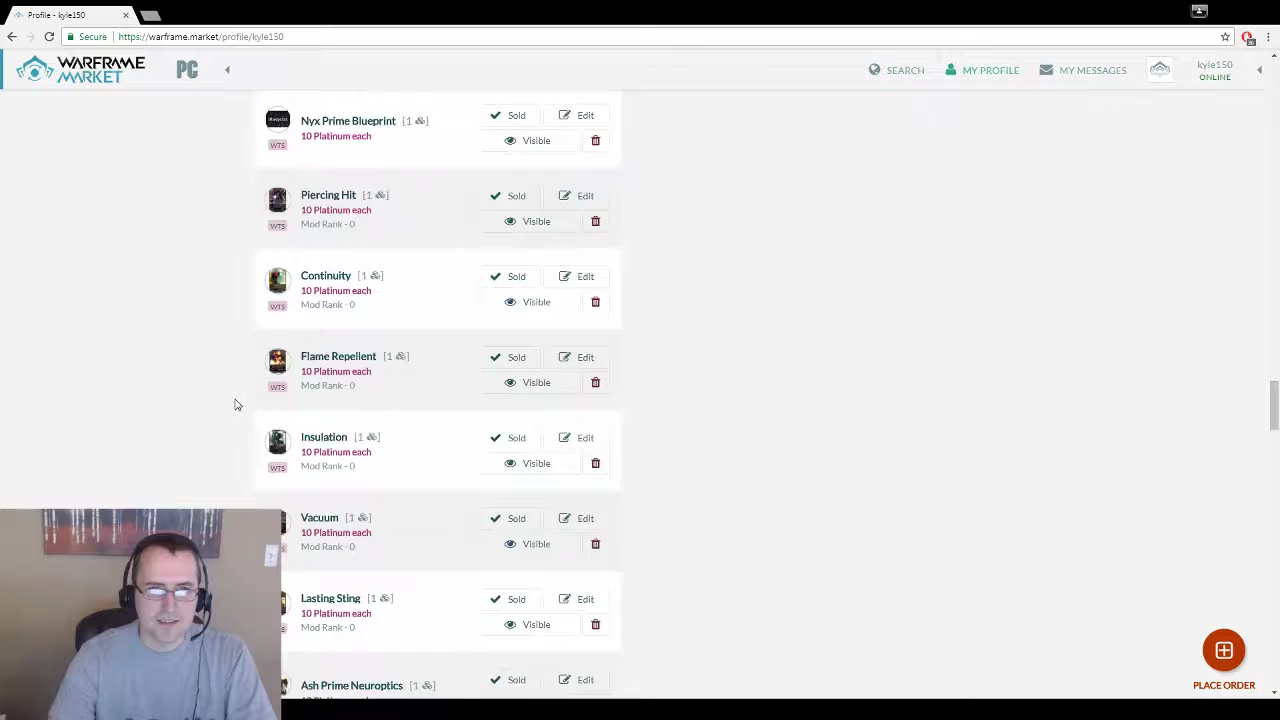 Profile - kyle150
Secure https://warframe.market/profile/kyle150
WARFRAME MARKET PC SEARCH MY PROFILE MY MESSAGES kyle150 ONLINE
Nyx Prime Blueprint [1] Sold Edit
10 Platinum each
WTS Visible
Piercing Hit [1] Sold Edit
10 Platinum each
WTS Mod Rank - 0 Visible
Continuity [1] Sold Edit
10 Platinum each
WTS Mod Rank - 0 Visible
Flame Repellent [1] Sold Edit
10 Platinum each
WTS Mod Rank - 0 Visible
Insulation [1] Sold Edit
10 Platinum each
WTS Mod Rank - 0 Visible
Vacuum [1] Sold Edit
10 Platinum each
Mod Rank - 0 Visible
Lasting Sting [1] Sold Edit
10 Platinum each
Mod Rank - 0 Visible
Ash Prime Neuroptics [1] Sold Edit
PLACE ORDER